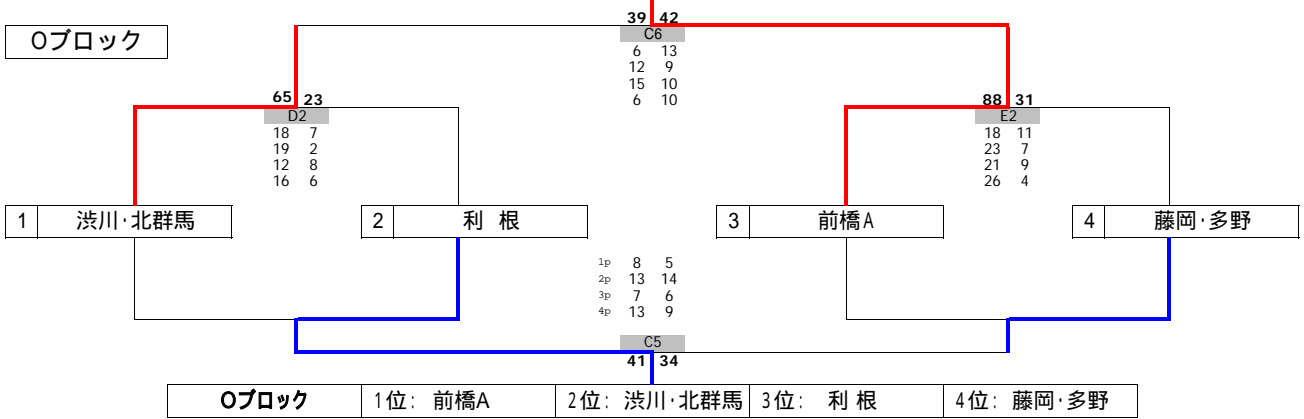 39 42
Oブロック
C6
6 13
12 9
15 10
6 10
65 23
D2
18 7
19 2
12 8
16 6
88 31
E2
18 11
23 7
21 9
26 4
1 渋川・北群馬
2 利 根
3 前橋A
4 藤岡・多野
1p 8 5
2p 13 14
3p 7 6
4p 13 9
C5
41 34
Oブロック 1位: 前橋A 2位: 渋川・北群馬 3位: 利 根 4位: 藤岡・多野